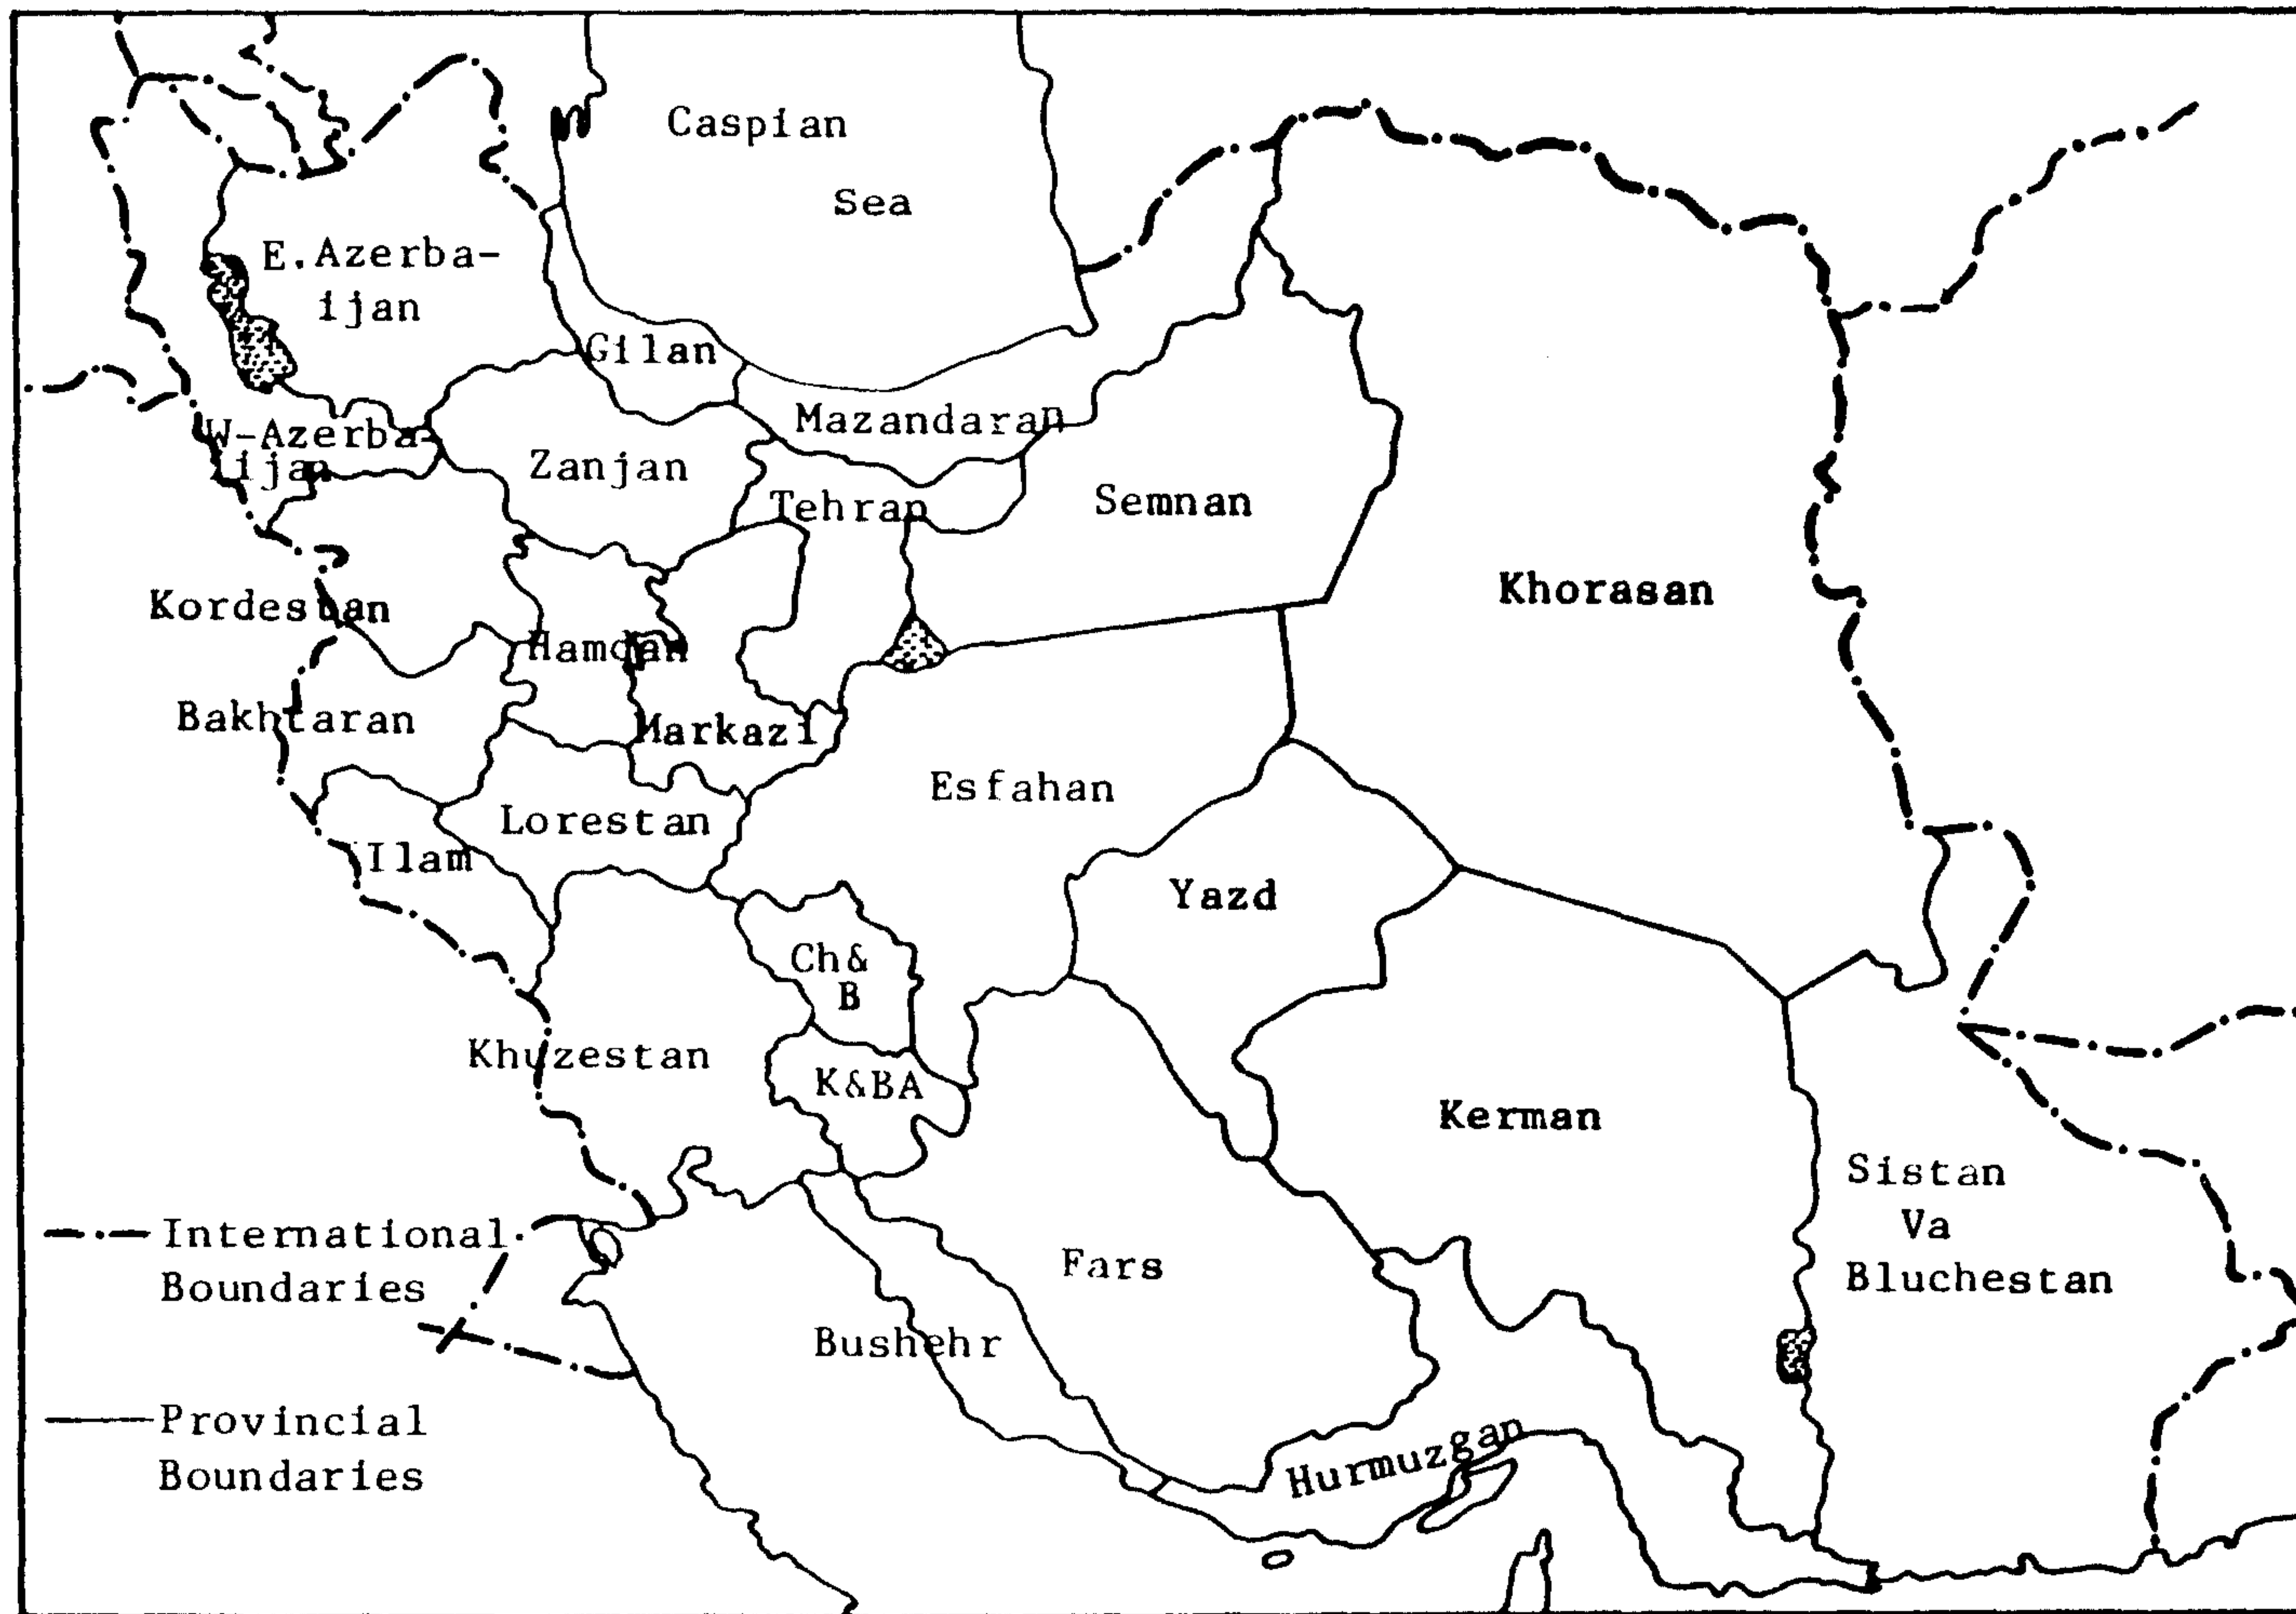 Caspian
Sea
E.Azerba-
ijan
Gilan
Mazandaran
W-Azerba-
ijan
Zanjan
Tehran
Semnan
Khorasan
Kordestan
Hamdan
Bakhtaran
Markazi
Esfahan
Lorestan
Ilam
Yazd
Ch&
B
Khuzestan
K&BA
Kerman
Sistan
Va
Bluchestan
Fars
Bushehr
Hurmuzgan
International
Boundaries
Provincial
Boundaries